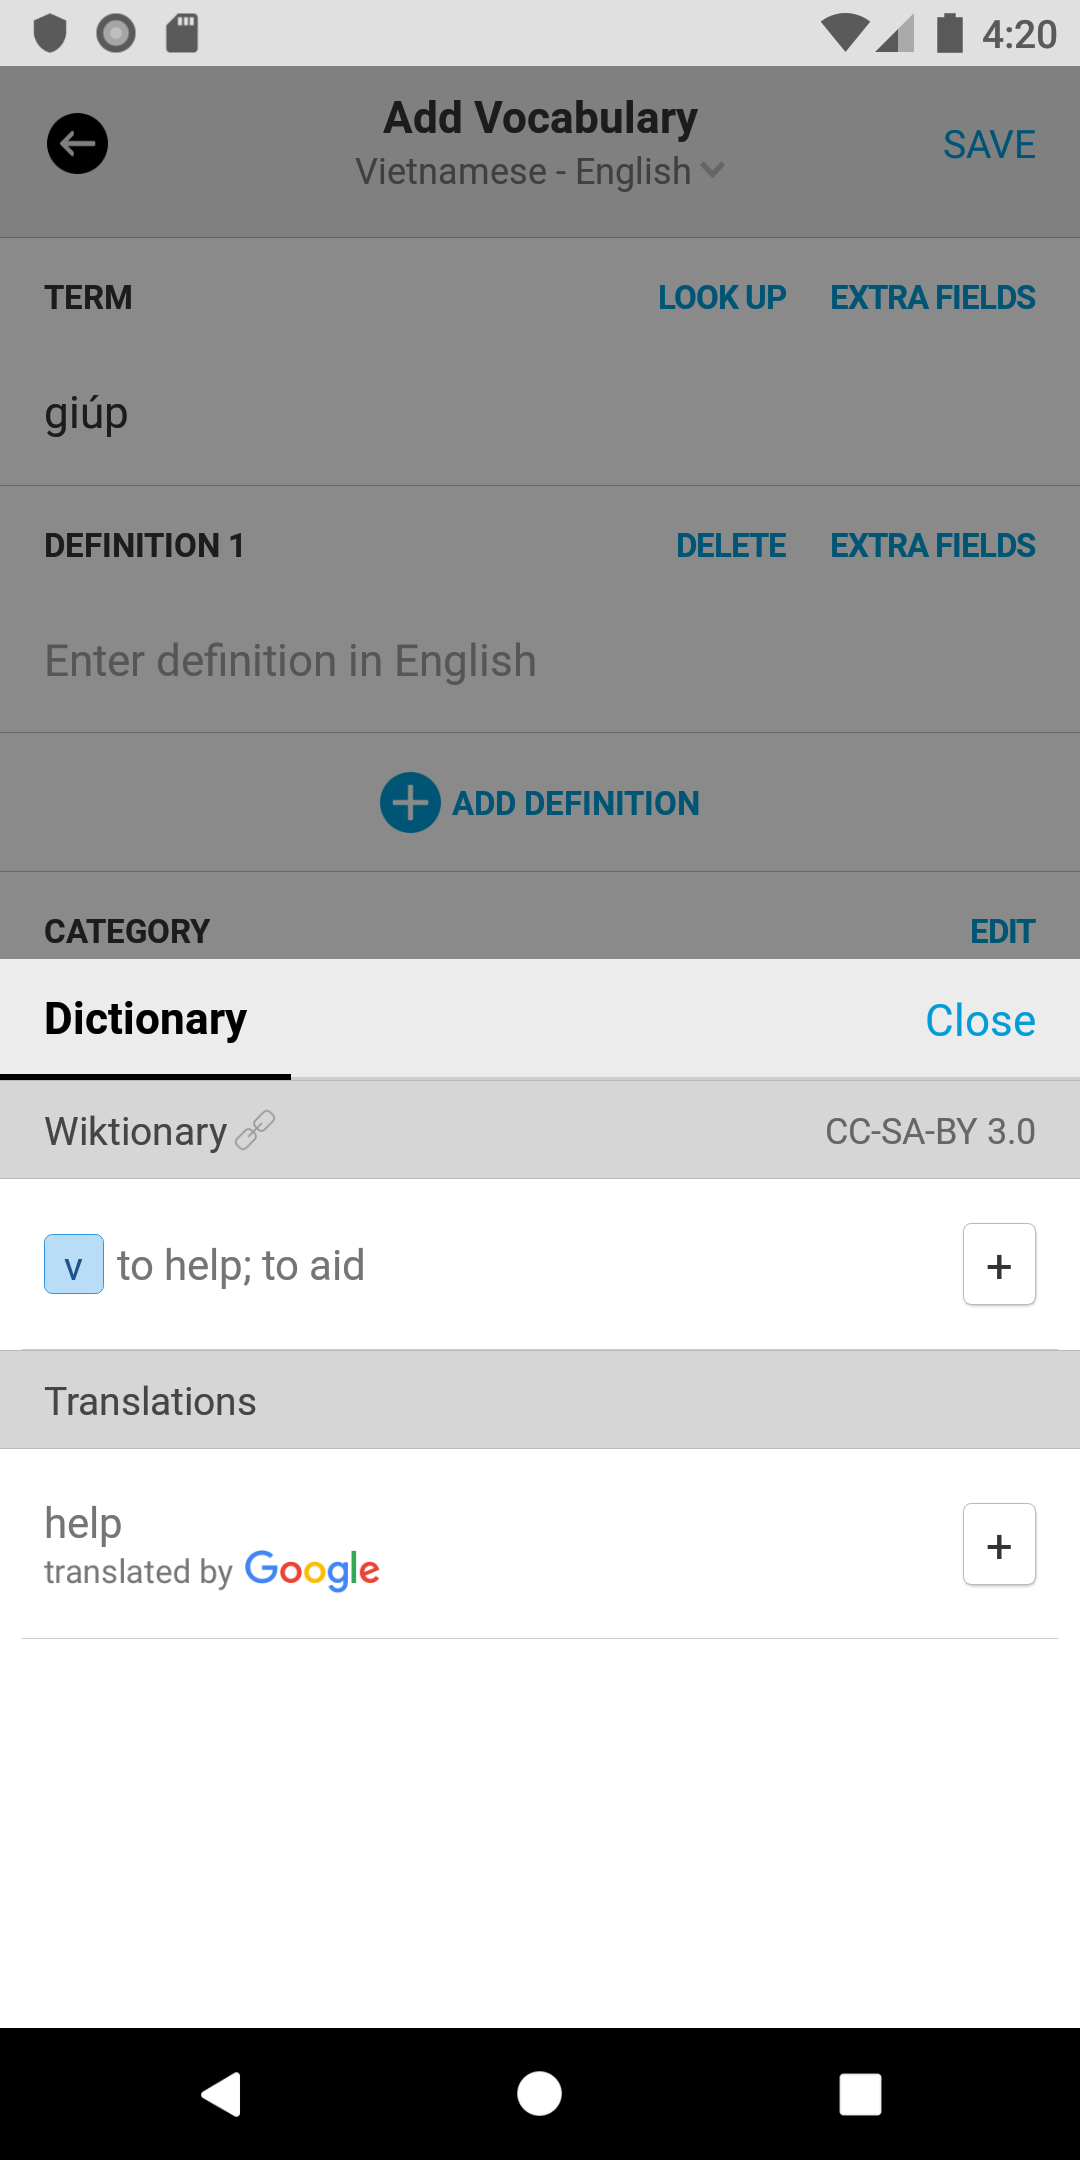 4:20
Add Vocabulary
Vietnamese - English
SAVE
TERM
LOOK UP
EXTRA FIELDS
giúp
DEFINITION 1
DELETE
EXTRA FIELDS
Enter definition in English
ADD DEFINITION
CATEGORY
EDIT
Dictionary
Close
Wiktionary
CC-SA-BY 3.0
v to help; to aid
+
Translations
help
translated by Google
+